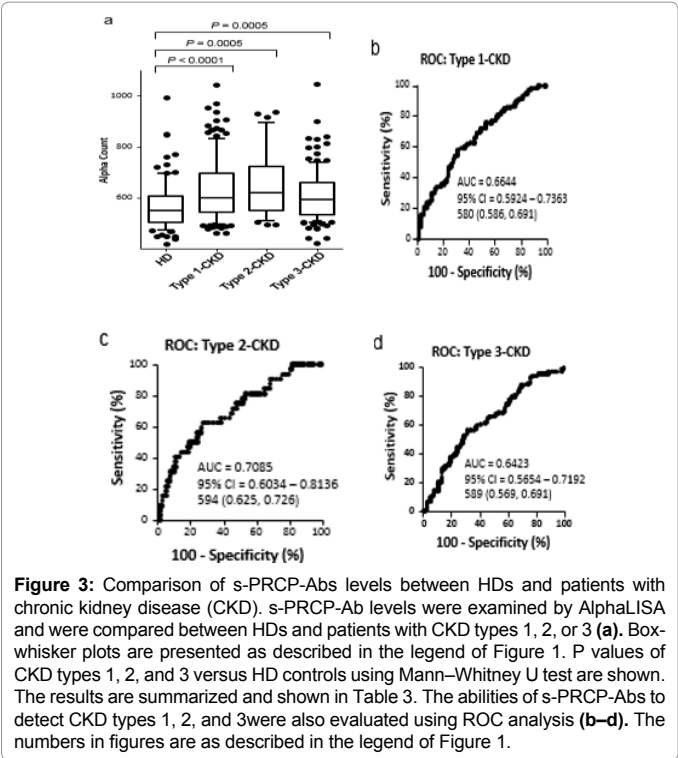 a
P = 0.0005
P = 0.0005
P < 0.0001
1000
800
600
Alpha Count
HD
Type 1-CKD
Type 2-CKD
Type 3-CKD
b
ROC: Type 1-CKD
100
80
60
40
20
0
Sensitivity (%)
AUC = 0.6644
95% CI = 0.5924 – 0.7363
580 (0.586, 0.691)
0 20 40 60 80 100
100 - Specificity (%)
c
ROC: Type 2-CKD
100
80
60
40
20
0
Sensitivity (%)
AUC = 0.7085
95% CI = 0.6034 – 0.8136
594 (0.625, 0.726)
0 20 40 60 80 100
100 - Specificity (%)
d
ROC: Type 3-CKD
100
80
60
40
20
0
Sensitivity (%)
AUC = 0.6423
95% CI = 0.5654 – 0.7192
589 (0.569, 0.691)
0 20 40 60 80 100
100 - Specificity (%)
Figure 3: Comparison of s-PRCP-Abs levels between HDs and patients with
chronic kidney disease (CKD). s-PRCP-Ab levels were examined by AlphaLISA
and were compared between HDs and patients with CKD types 1, 2, or 3 (a). Box-
whisker plots are presented as described in the legend of Figure 1. P values of
CKD types 1, 2, and 3 versus HD controls using Mann–Whitney U test are shown.
The results are summarized and shown in Table 3. The abilities of s-PRCP-Abs to
detect CKD types 1, 2, and 3were also evaluated using ROC analysis (b–d). The
numbers in figures are as described in the legend of Figure 1.